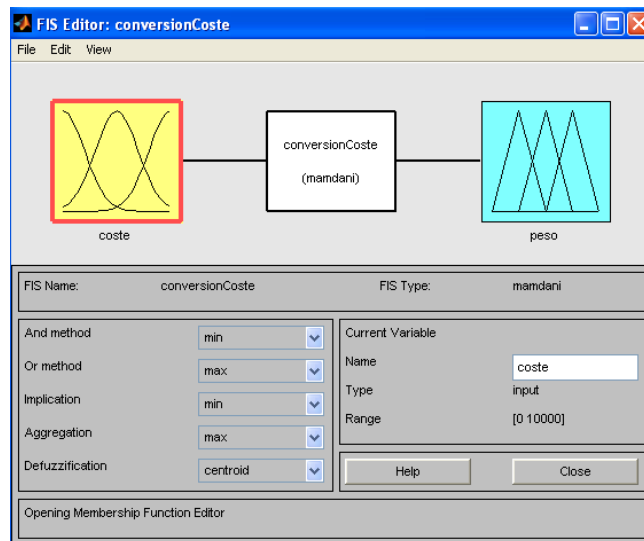 FIS Editor: conversionCoste
File Edit View
conversionCoste
(mamdani)
coste
peso
FIS Name: conversionCoste FIS Type: mamdani
And method min
Or method max
Implication min
Aggregation max
Defuzzification centroid
Current Variable
Name coste
Type input
Range [0 10000]
Help Close
Opening Membership Function Editor